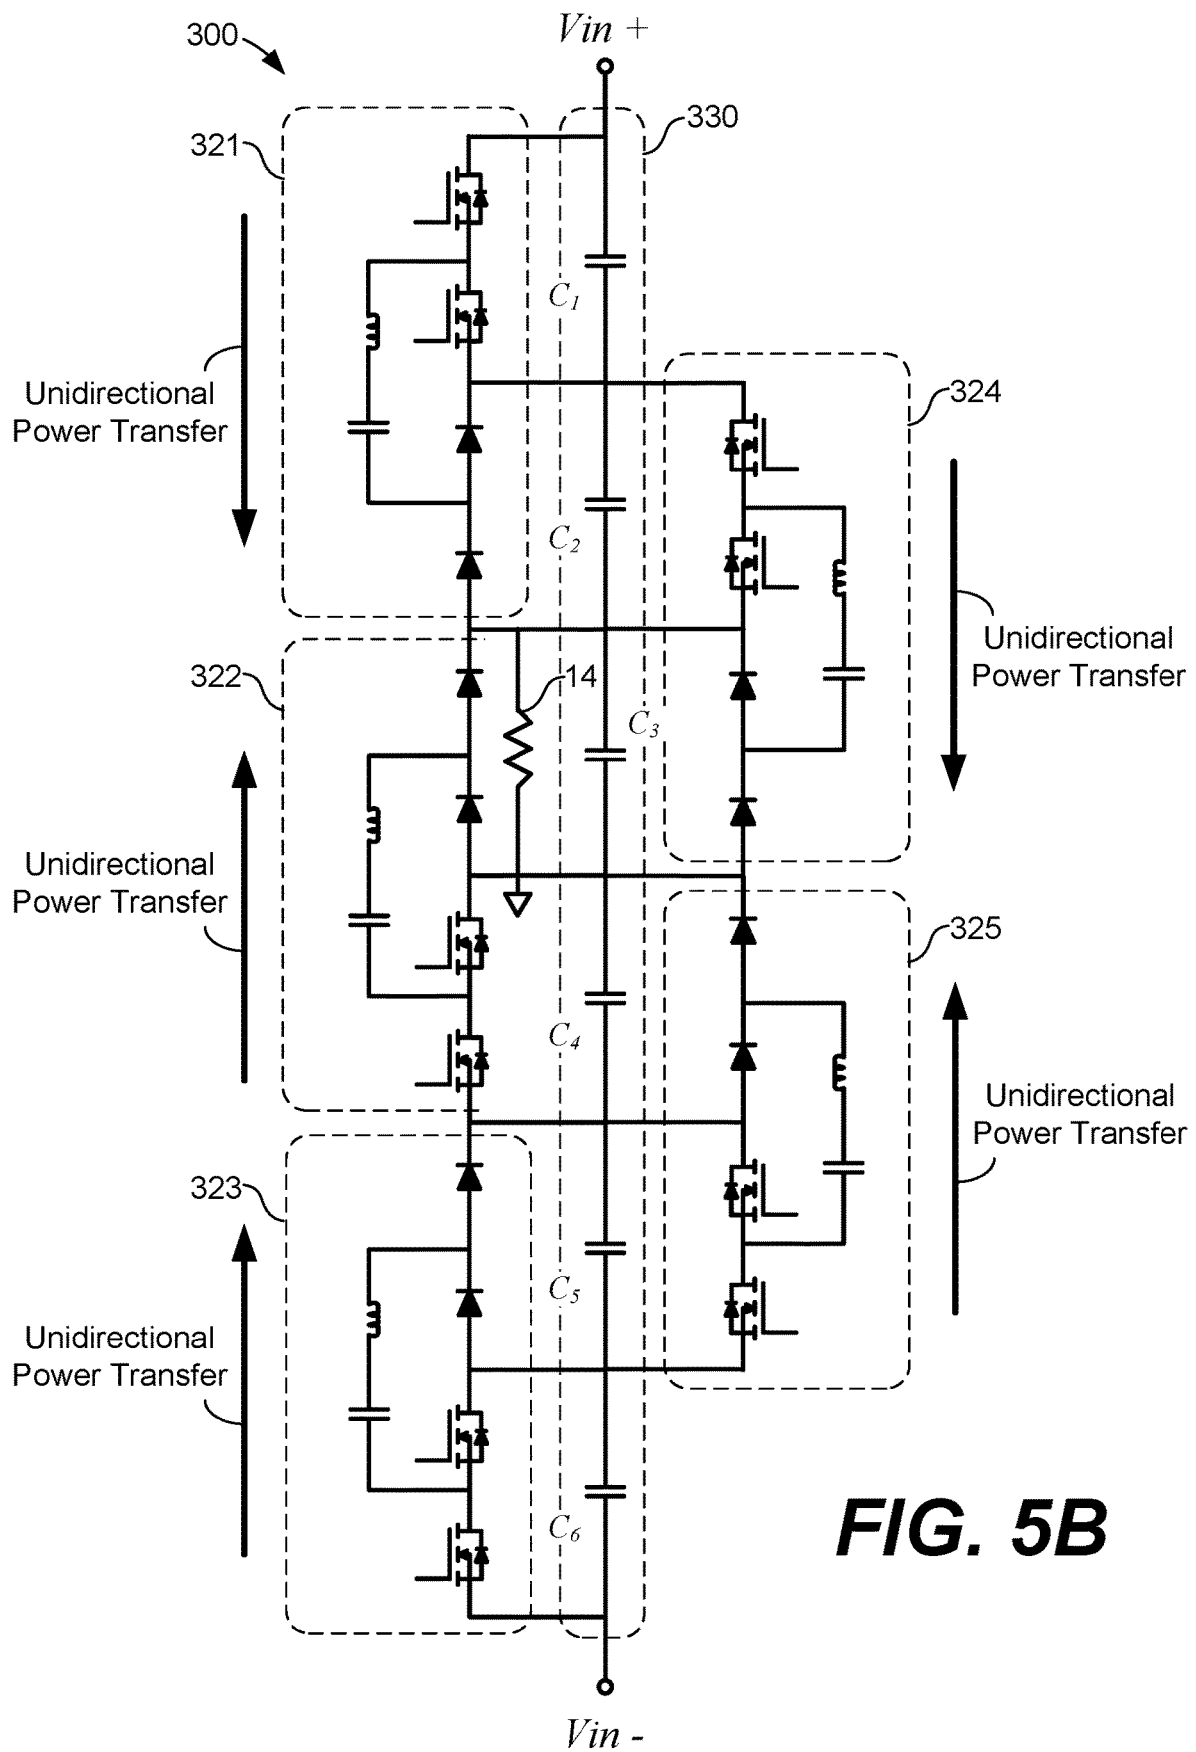 Vin +
300
330
321
Unidirectional
Power Transfer
C1
324
C2
Unidirectional
Power Transfer
322
14
C3
Unidirectional
Power Transfer
325
C4
Unidirectional
Power Transfer
323
C5
Unidirectional
Power Transfer
C6
FIG. 5B
Vin -